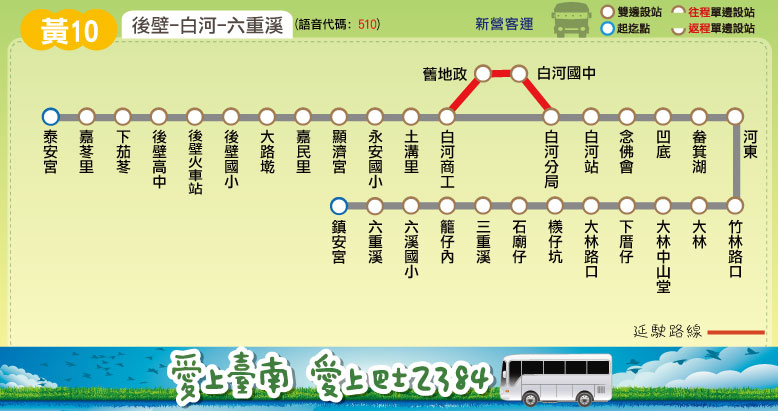 黃10
後壁-白河-六重溪
(語音代碼: 510)
新營客運
雙邊設站
往程單邊設站
起迄點
返程單邊設站
舊地政
白河國中
泰安宮
嘉苳里
下茄苳
後壁高中
後壁火車站
後壁國小
大路墘
嘉民里
顯濟宮
永安國小
土溝里
白河商工
白河分局
白河站
念佛會
凹底
畚箕湖
河東
鎮安宮
六重溪
六溪國小
籠仔內
三重溪
石廟仔
檨仔坑
大林路口
下厝仔
大林中山堂
大林
竹林路口
延駛路線
愛上臺南 愛上巴士2384